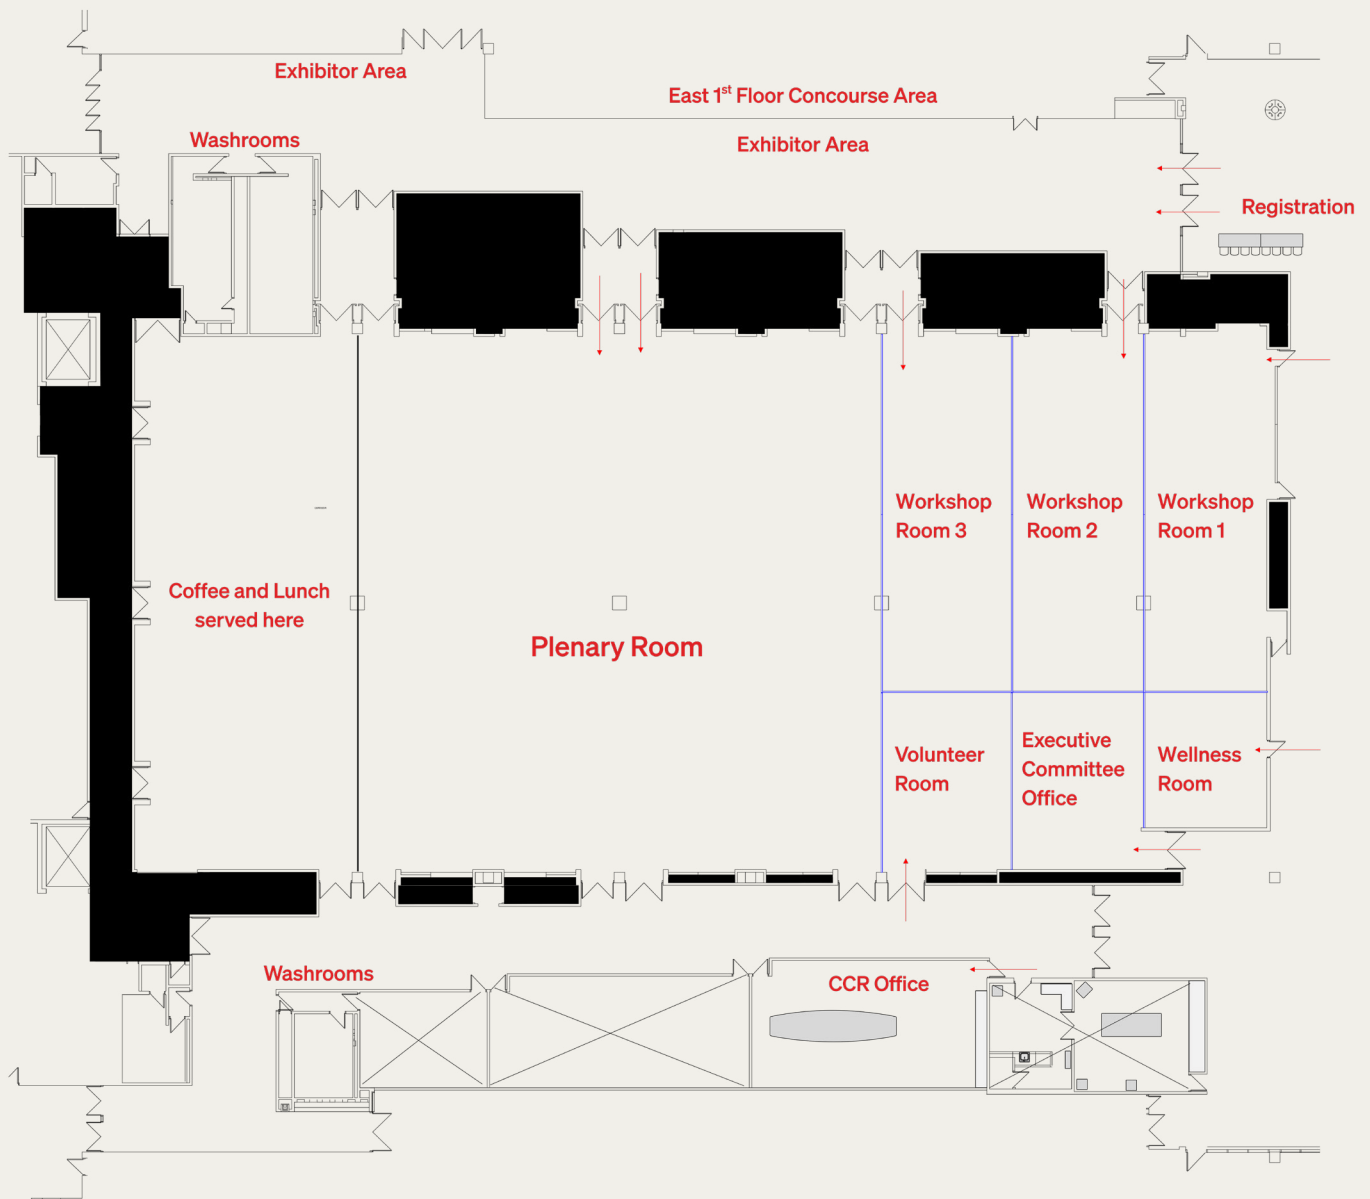 Exhibitor Area
East 1st Floor Concourse Area
Washrooms
Exhibitor Area
Registration
Workshop
Room 3
Workshop
Room 2
Workshop
Room 1
Coffee and Lunch
served here
Plenary Room
Volunteer
Room
Executive
Committee
Office
Wellness
Room
Washrooms
CCR Office